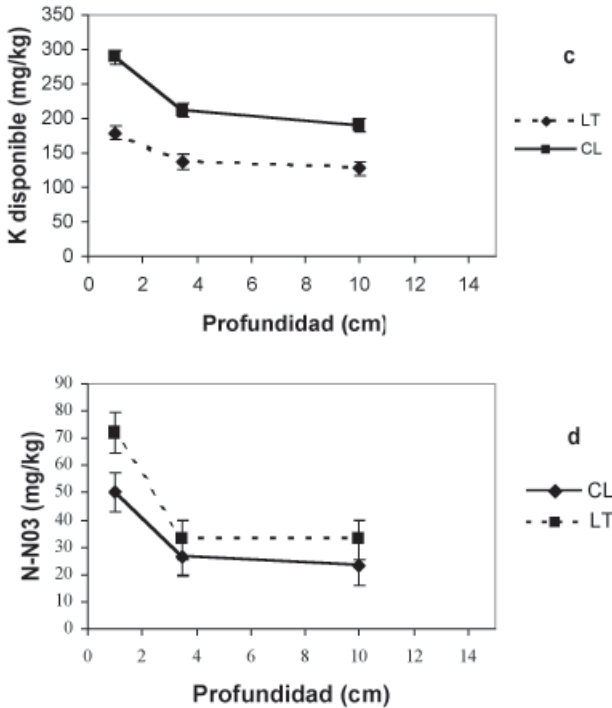 K disponible (mg/kg)
350
300
250
200
150
100
50
0
0 2 4 6 8 10 12 14
Profundidad (cm)
c
LT
CL
N-N03 (mg/kg)
90
80
70
60
50
40
30
20
10
0
0 2 4 6 8 10 12 14
Profundidad (cm)
d
CL
LT